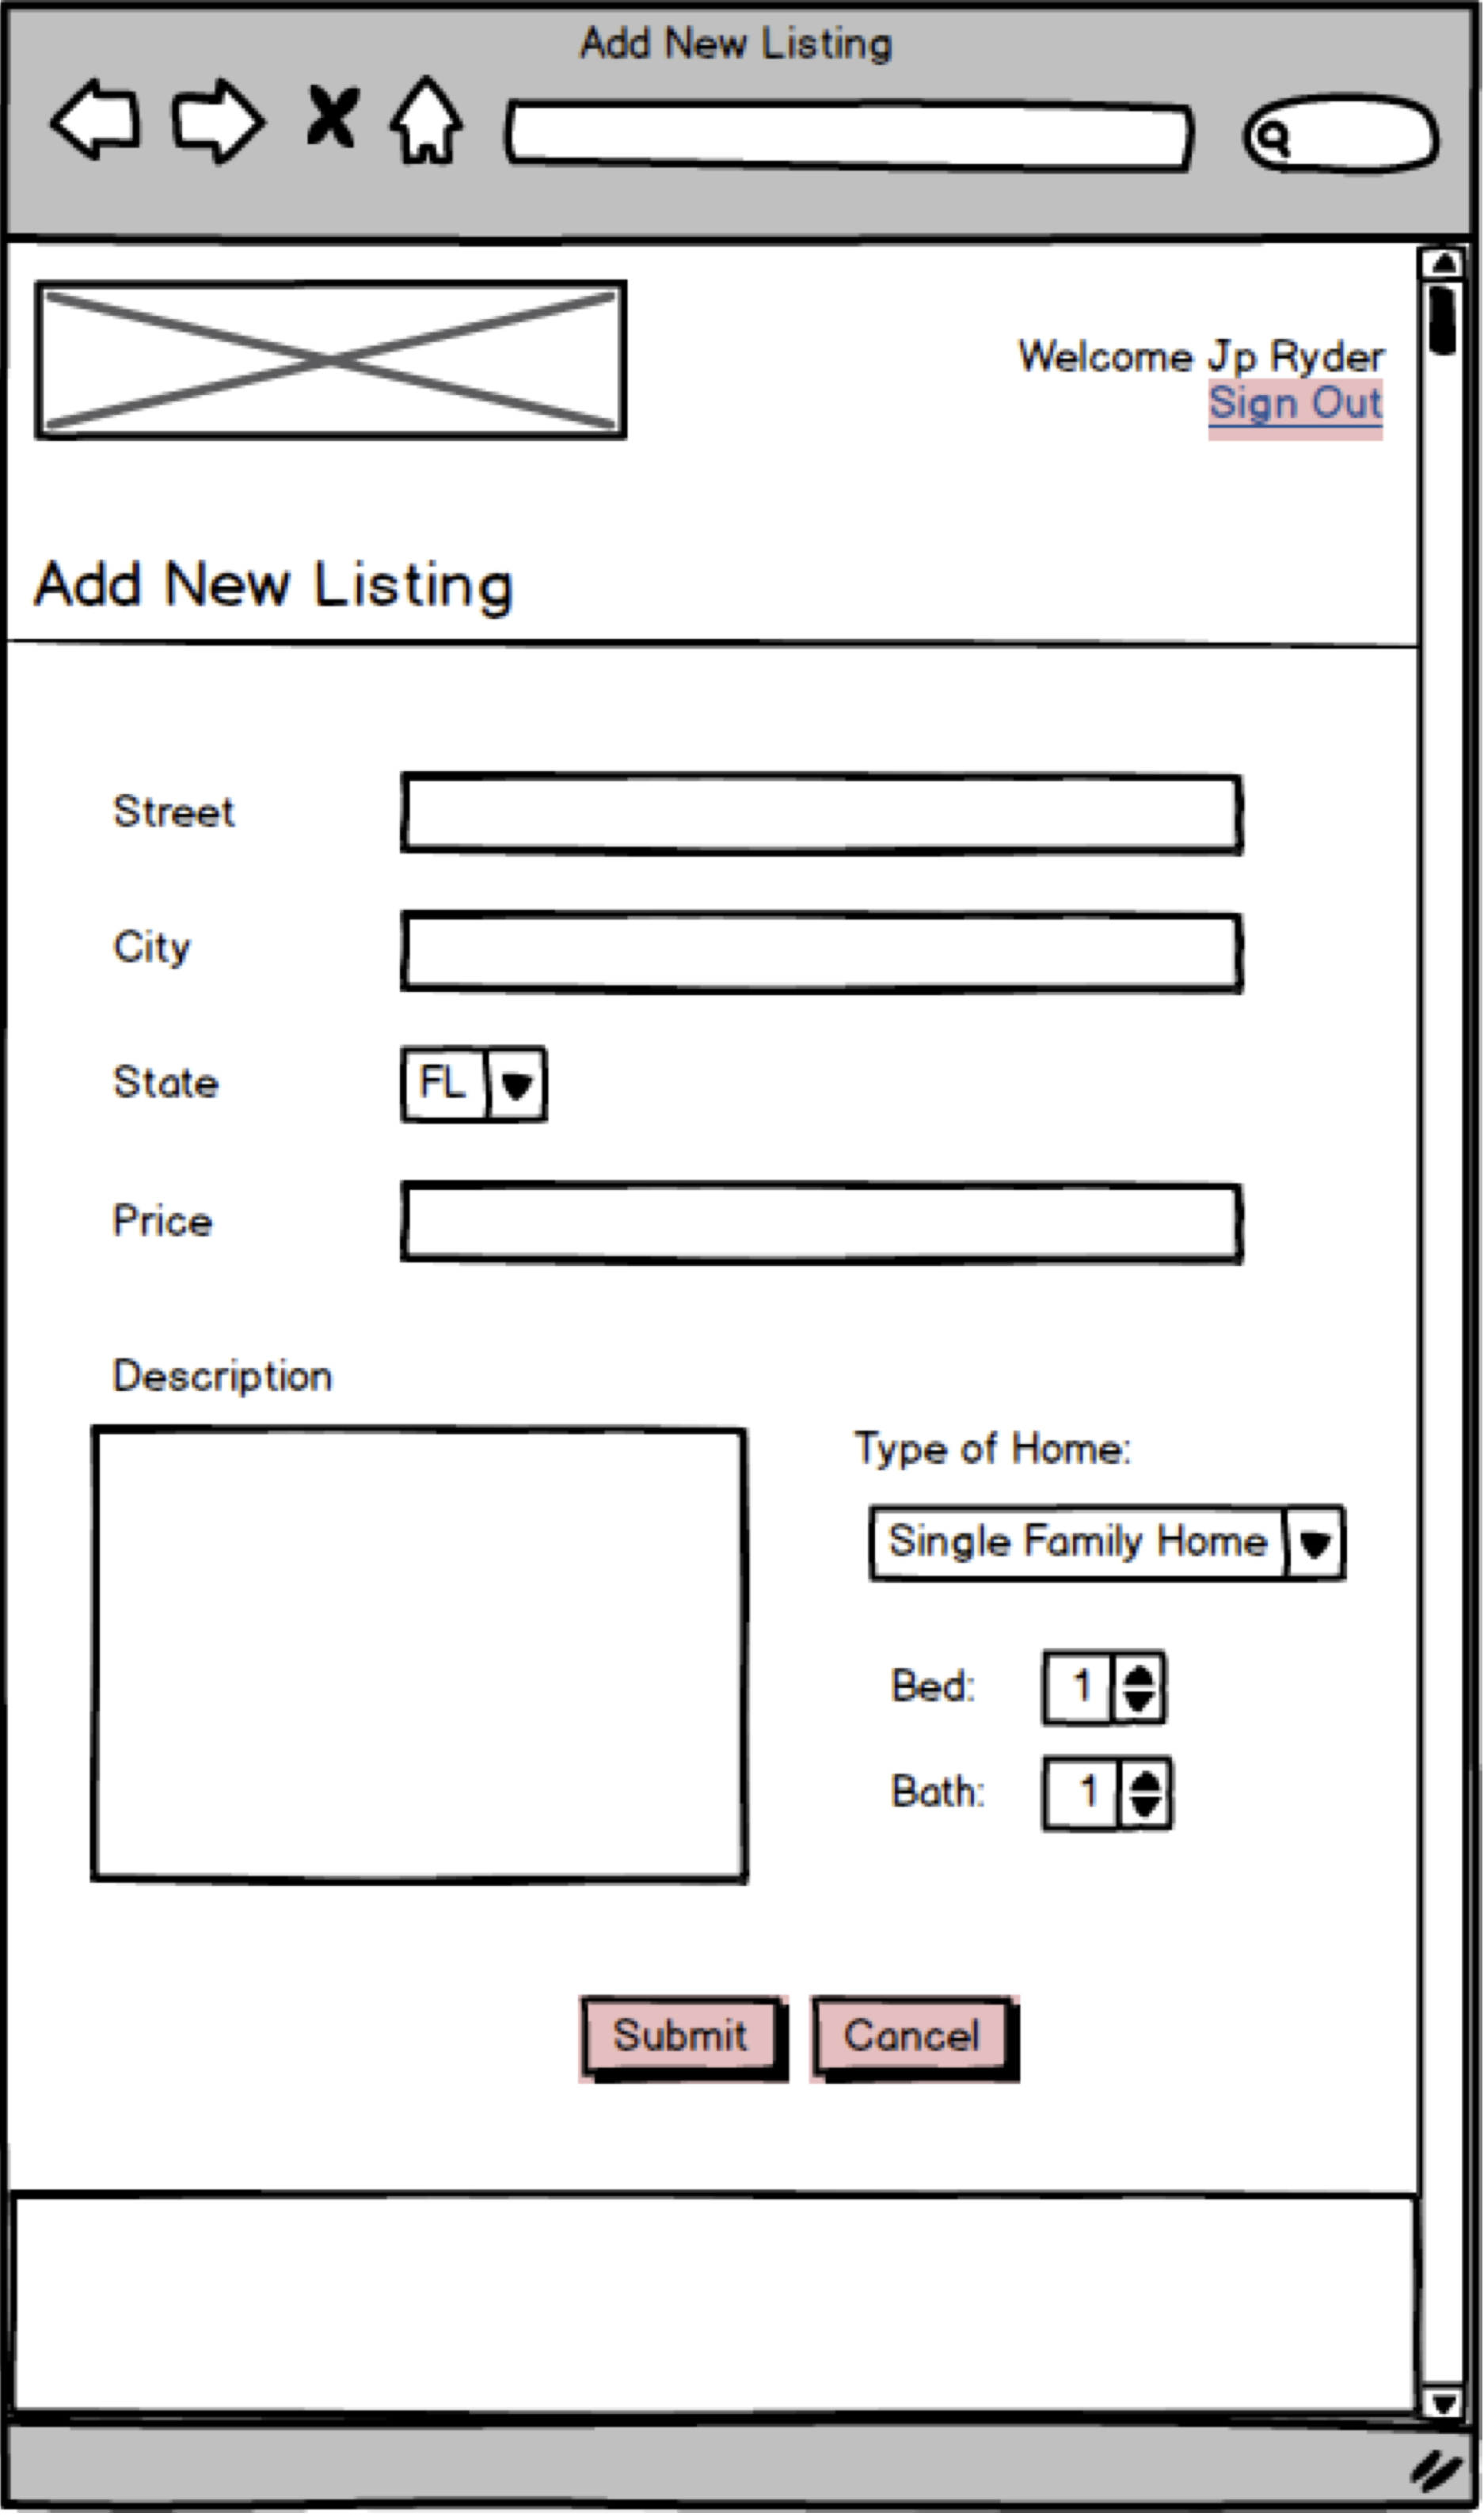 Add New Listing
Welcome Jp Ryder
Sign Out
Add New Listing
Street
City
State
FL
Price
Description
Type of Home:
Single Family Home
Bed:
1
Bath:
1
Submit
Cancel